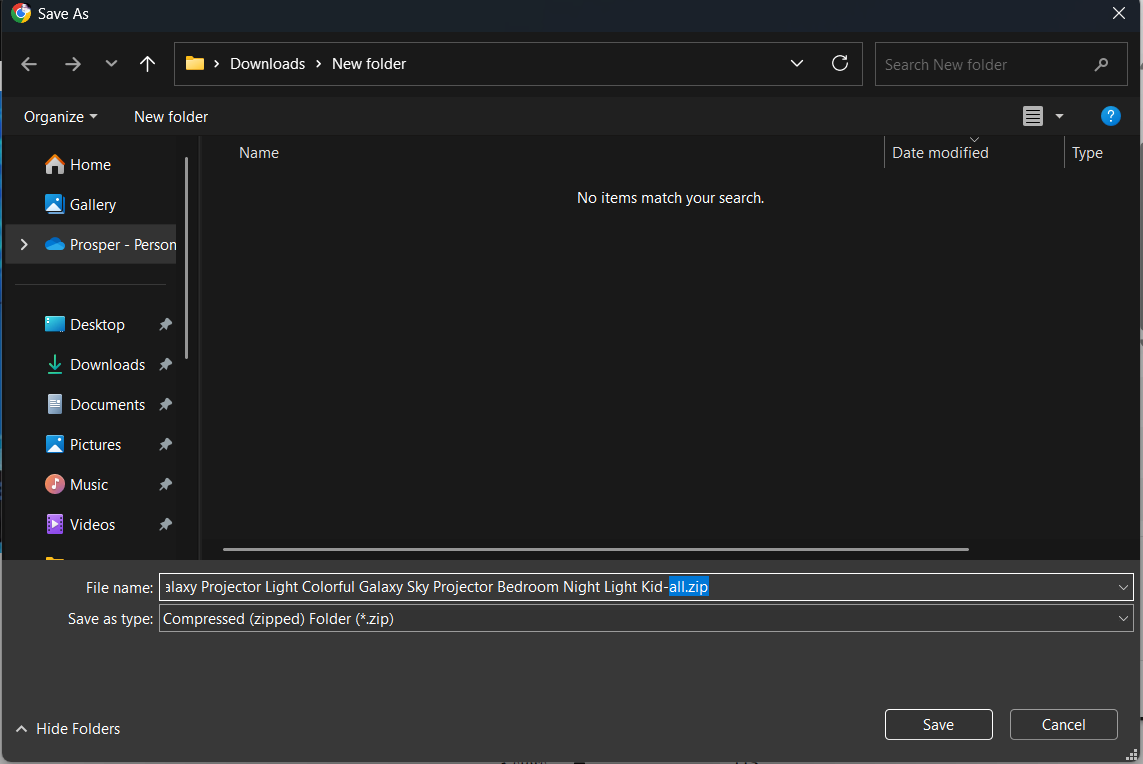 Save As
Downloads
New folder
Search New folder
Organize
New folder
?
Name
Date modified
Type
No items match your search.
Home
Gallery
Prosper - Person
Desktop
Downloads
Documents
Pictures
Music
Videos
File name: alaxy Projector Light Colorful Galaxy Sky Projector Bedroom Night Light Kid-all.zip
Save as type: Compressed (zipped) Folder (*.zip)
Hide Folders
Save
Cancel